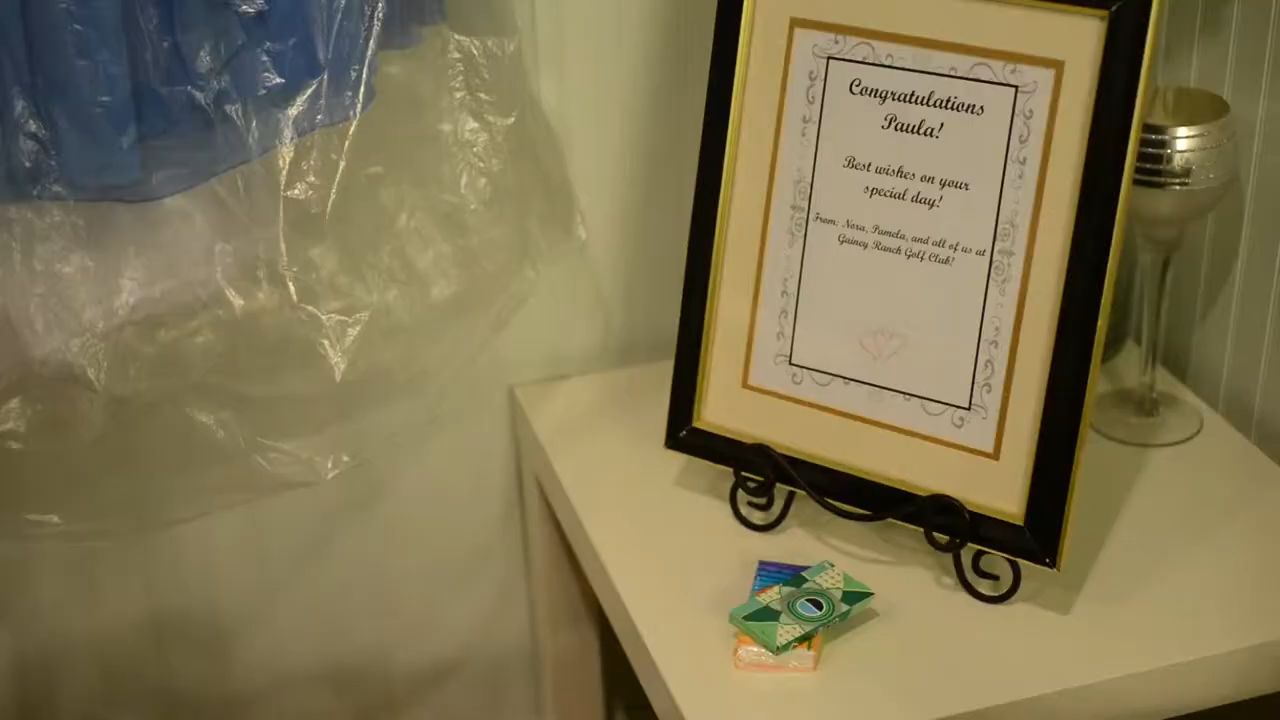 Congratulations
Paula!
Best wishes on your
special day!
From: Nora, Pamela, and all of us at
Gainey Ranch Golf Club!